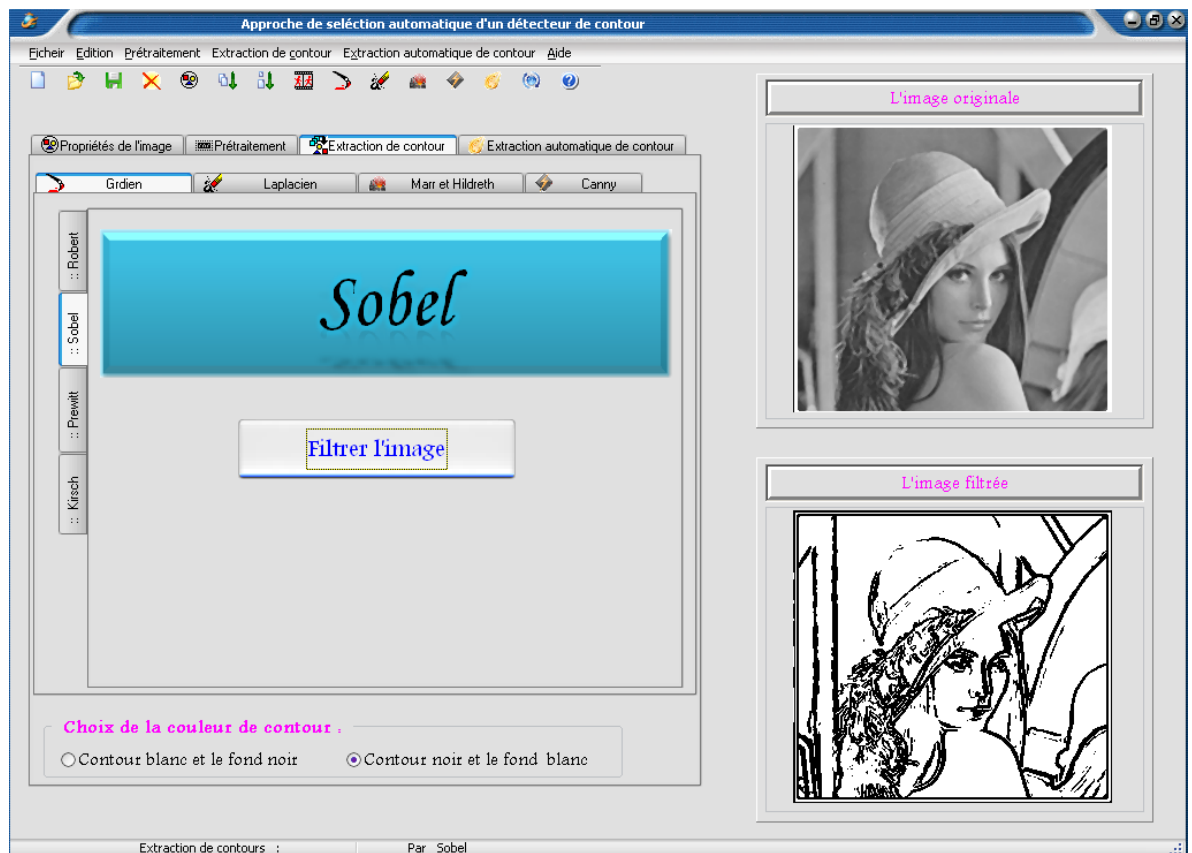 Approche de seléction automatique d'un détecteur de contour
Ficheir Edition Prétraitement Extraction de contour Extraction automatique de contour Aide
Propriétés de l'image Prétraitement Extraction de contour Extraction automatique de contour
Grdien Laplacien Marr et Hildreth Canny
:: Robert
:: Sobel
:: Prewitt
:: Kirsch
Sobel
Filtrer l'image
Choix de la couleur de contour :
Contour blanc et le fond noir Contour noir et le fond blanc
L'image originale
L'image filtrée
Extraction de contours : Par Sobel